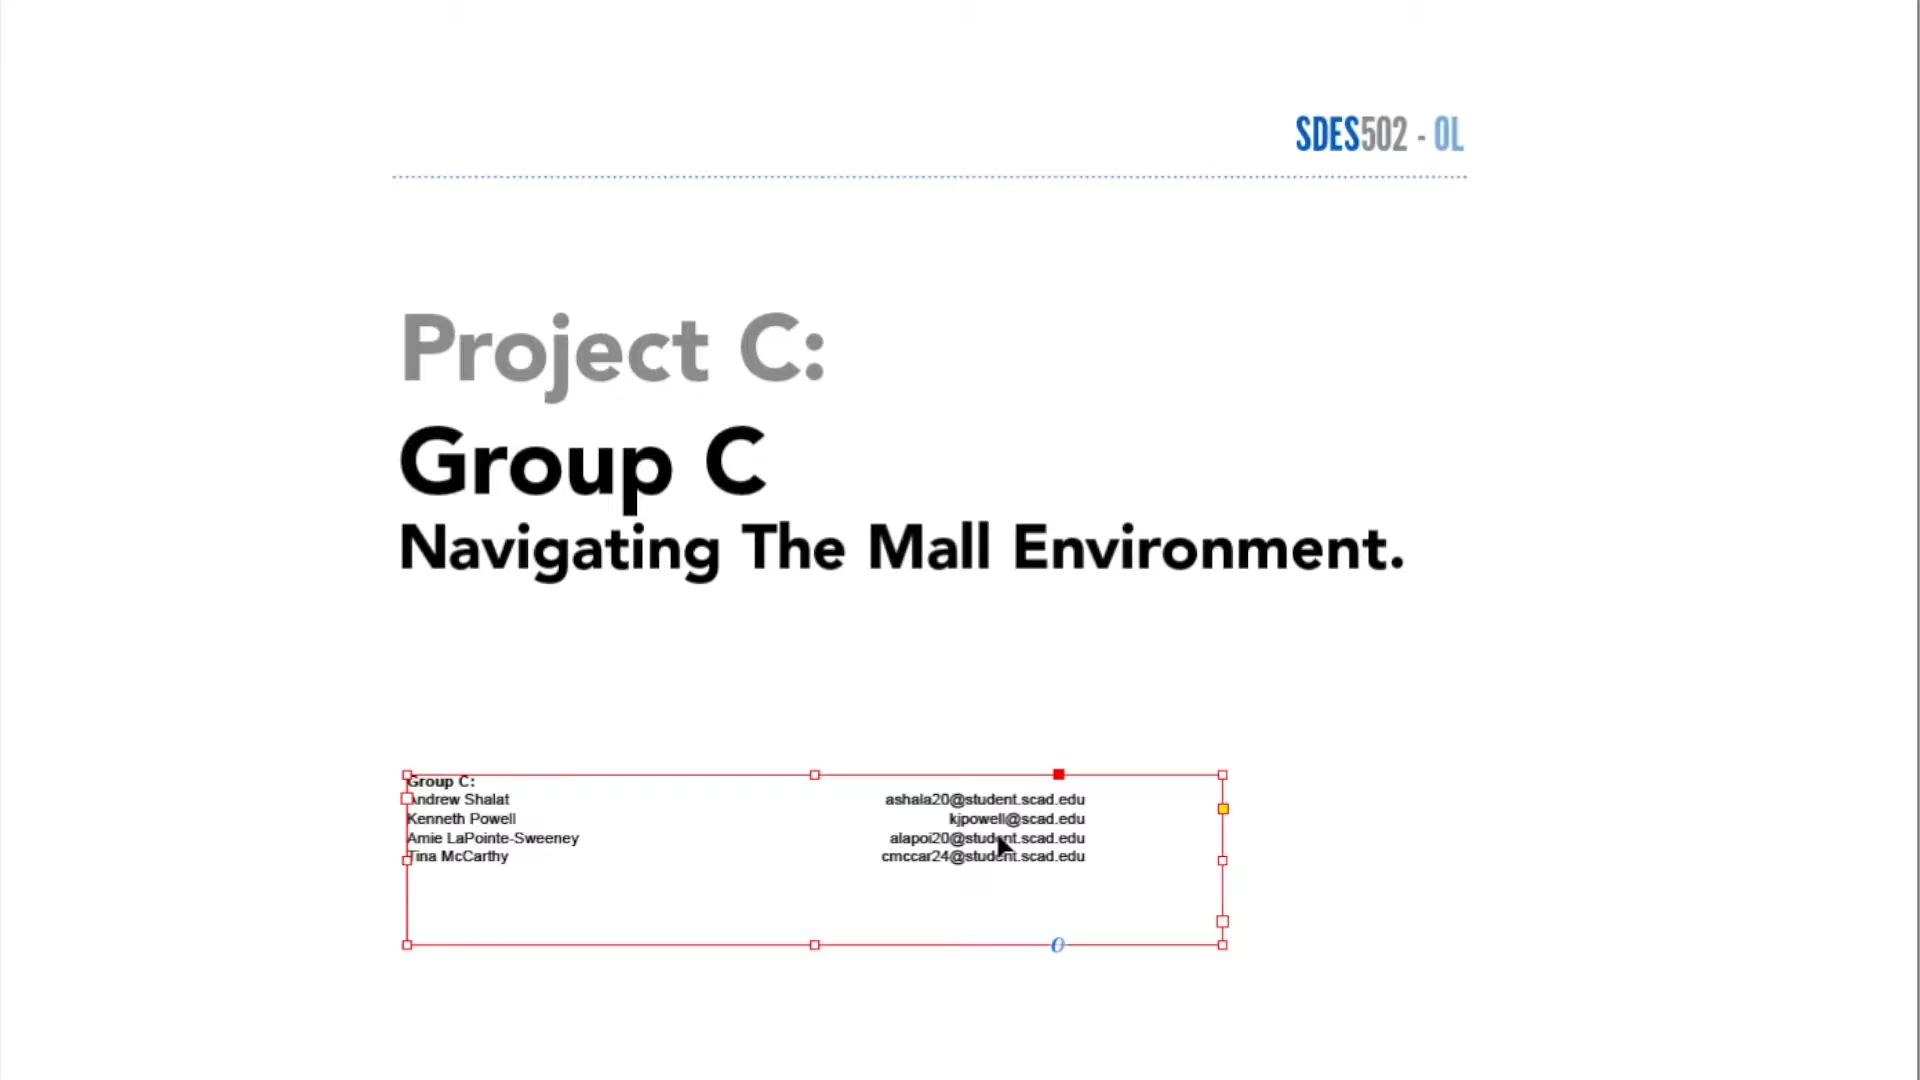 SDES502 - OL
Project C:
Group C
Navigating The Mall Environment.
Group C:
Andrew Shalat ashala20@student.scad.edu
Kenneth Powell kjpowell@scad.edu
Amie LaPointe-Sweeney alapoi20@student.scad.edu
Tina McCarthy cmccar24@student.scad.edu